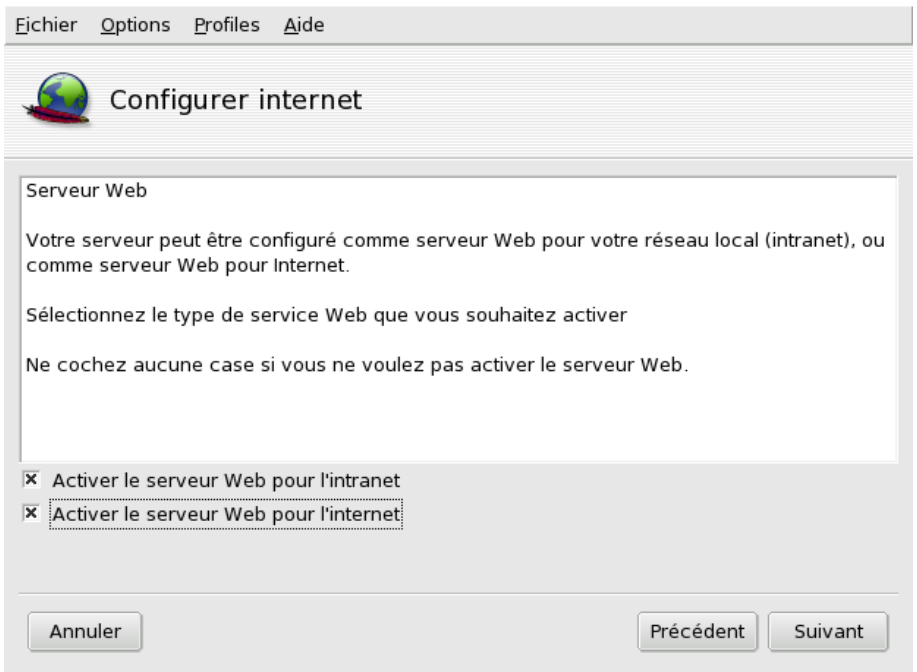 Fichier Options Profiles Aide
Configurer internet
Serveur Web
Votre serveur peut être configuré comme serveur Web pour votre réseau local (intranet), ou
comme serveur Web pour Internet.
Sélectionnez le type de service Web que vous souhaitez activer
Ne cochez aucune case si vous ne voulez pas activer le serveur Web.
Activer le serveur Web pour l'intranet
Activer le serveur Web pour l'internet
Annuler Précédent Suivant